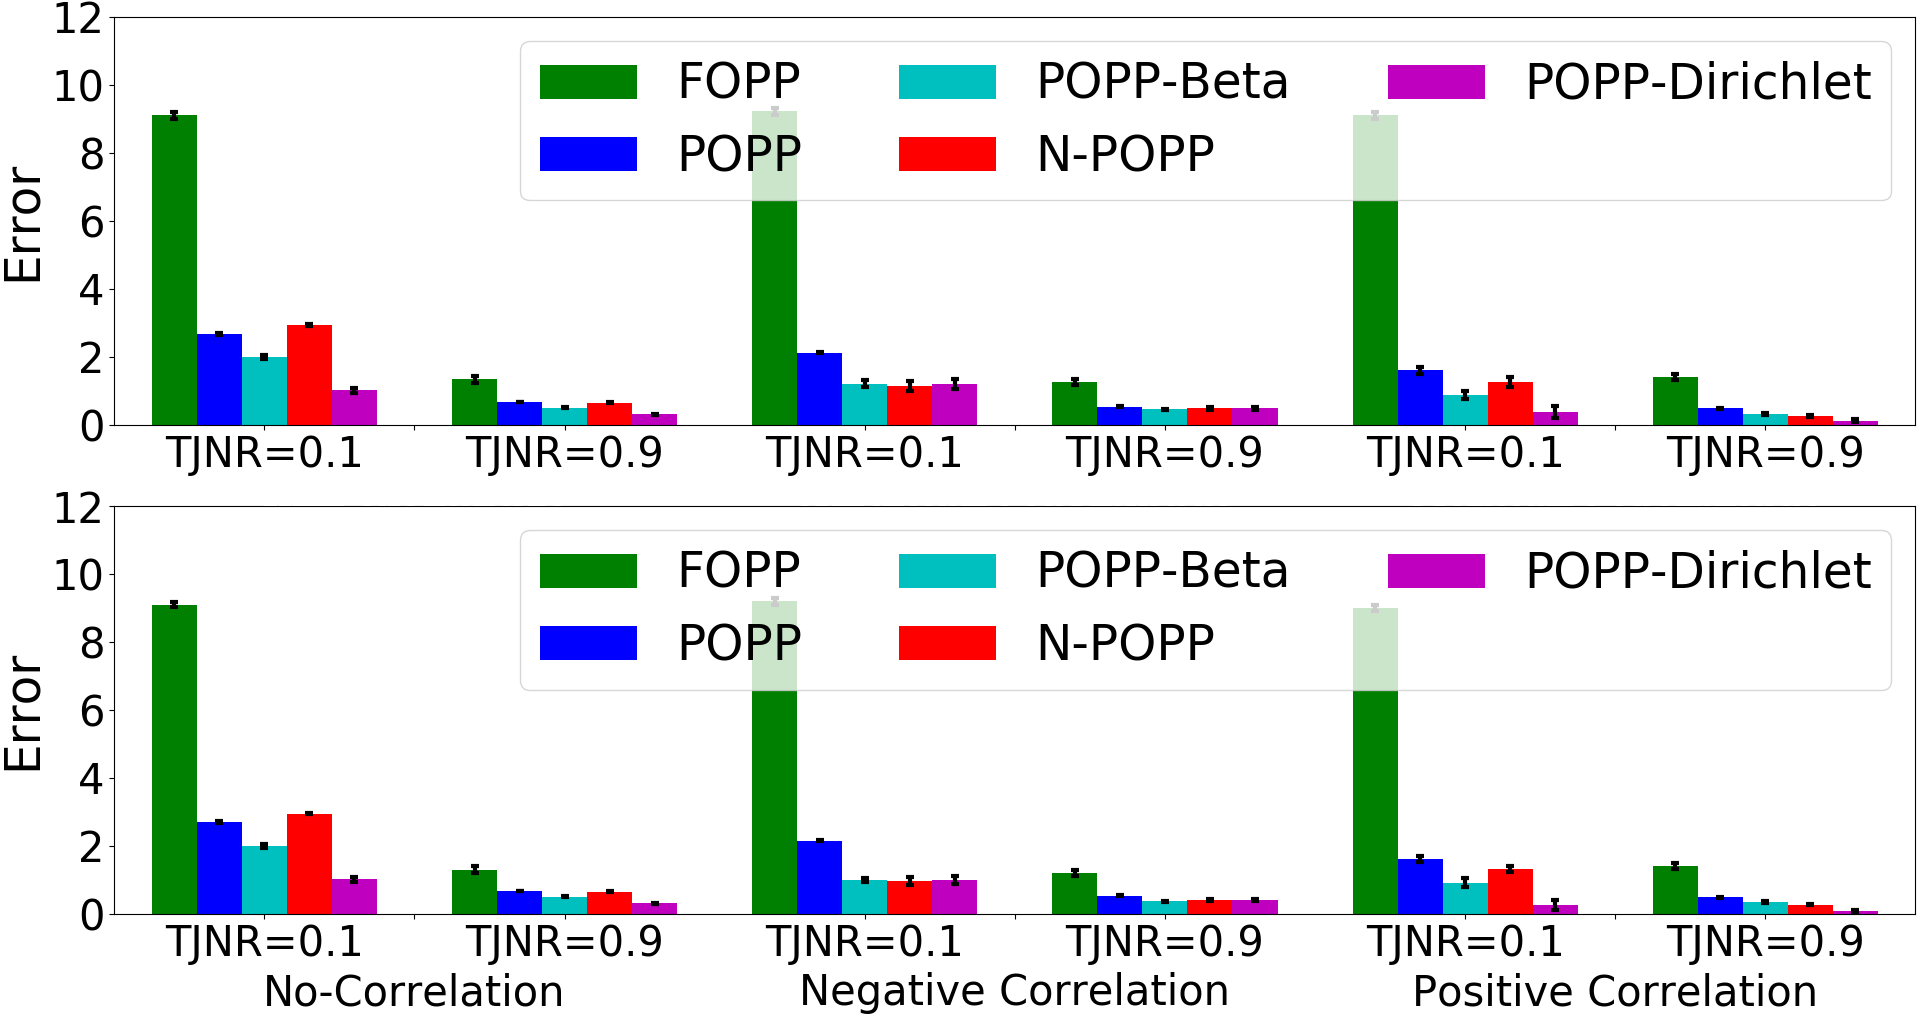 12
10
8
6
4
2
0
Error
FOPP POPP-Beta POPP-Dirichlet
POPP N-POPP
TJNR=0.1 TJNR=0.9 TJNR=0.1 TJNR=0.9 TJNR=0.1 TJNR=0.9
12
10
8
6
4
2
0
Error
FOPP POPP-Beta POPP-Dirichlet
POPP N-POPP
TJNR=0.1 TJNR=0.9 TJNR=0.1 TJNR=0.9 TJNR=0.1 TJNR=0.9
No-Correlation Negative Correlation Positive Correlation